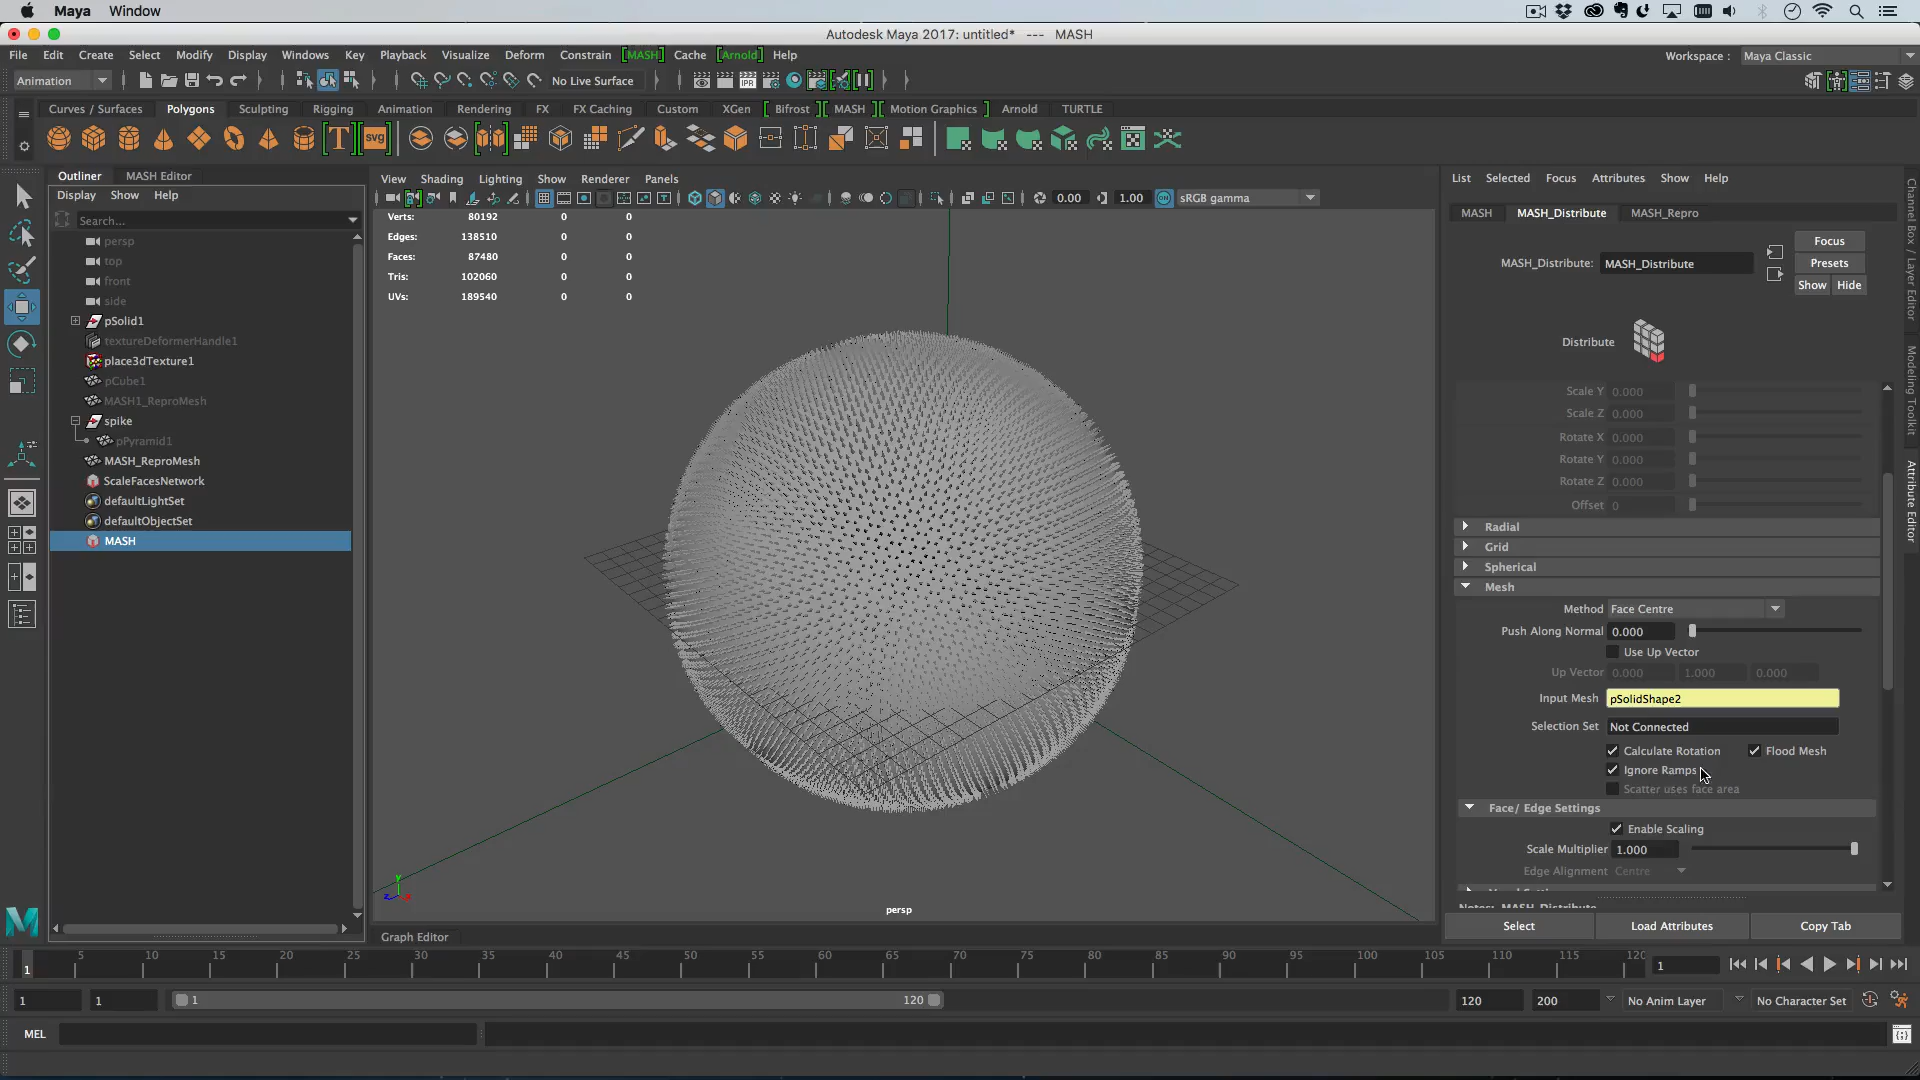 Maya Window
Autodesk Maya 2017: untitled* --- MASH
File Edit Create Select Modify Display Windows Key Playback Visualize Deform Constrain [MASH] Cache [Arnold] Help
Workspace : Maya Classic
Animation No Live Surface
Curves / Surfaces Polygons Sculpting Rigging Animation Rendering FX FX Caching Custom XGen Bifrost MASH Motion Graphics Arnold TURTLE
Outliner MASH Editor
Display Show Help
Search...
persp
top
front
side
pSolid1
textureDeformerHandle1
place3dTexture1
pCube1
MASH1_ReproMesh
spike
pPyramid1
MASH_ReproMesh
ScaleFacesNetwork
defaultLightSet
defaultObjectSet
MASH
View Shading Lighting Show Renderer Panels
0.00 1.00 sRGB gamma
Verts: 80192 0 0
Edges: 138510 0 0
Faces: 87480 0 0
Tris: 102060 0 0
UVs: 189540 0 0
persp
Graph Editor
List Selected Focus Attributes Show Help
MASH MASH_Distribute MASH_Repro
Focus
MASH_Distribute: MASH_Distribute
Presets
Show Hide
Distribute
Scale Y 0.000
Scale Z 0.000
Rotate X 0.000
Rotate Y 0.000
Rotate Z 0.000
Offset 0
Radial
Grid
Spherical
Mesh
Method Face Centre
Push Along Normal 0.000
Use Up Vector
Up Vector 0.000 1.000 0.000
Input Mesh pSolidShape2
Selection Set Not Connected
Calculate Rotation Flood Mesh
Ignore Ramps
Scatter uses face area
Face/ Edge Settings
Enable Scaling
Scale Multiplier 1.000
Edge Alignment Centre
Notes: MASH_Distribute
Select Load Attributes Copy Tab
Channel Box / Layer Editor
Modeling Toolkit
Attribute Editor
5 10 15 20 25 30 35 40 45 50 55 60 65 70 75 80 85 90 95 100 105 110 115 120
1
1
1 1 1 120 120 200 No Anim Layer No Character Set
MEL